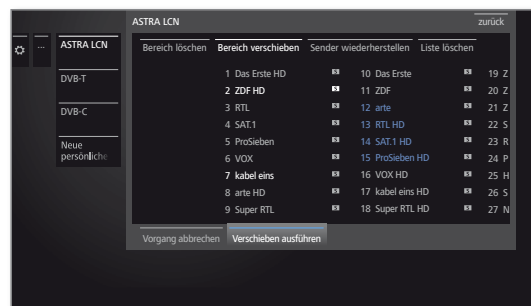 ASTRA LCN
zurück
...
ASTRA LCN
DVB-T
DVB-C
Neue
persönliche
Bereich löschen Bereich verschieben Sender wiederherstellen Liste löschen
1 Das Erste HD S 10 Das Erste S 19 Z
2 ZDF HD S 11 ZDF S 20 Z
3 RTL S 12 arte S 21 Z
4 SAT.1 S 13 RTL HD S 22 S
5 ProSieben S 14 SAT.1 HD S 23 R
6 VOX S 15 ProSieben HD S 24 P
7 kabel eins S 16 VOX HD S 25 H
8 arte HD S 17 kabel eins HD S 26 S
9 Super RTL S 18 Super RTL HD S 27 N
Vorgang abbrechen Verschieben ausführen